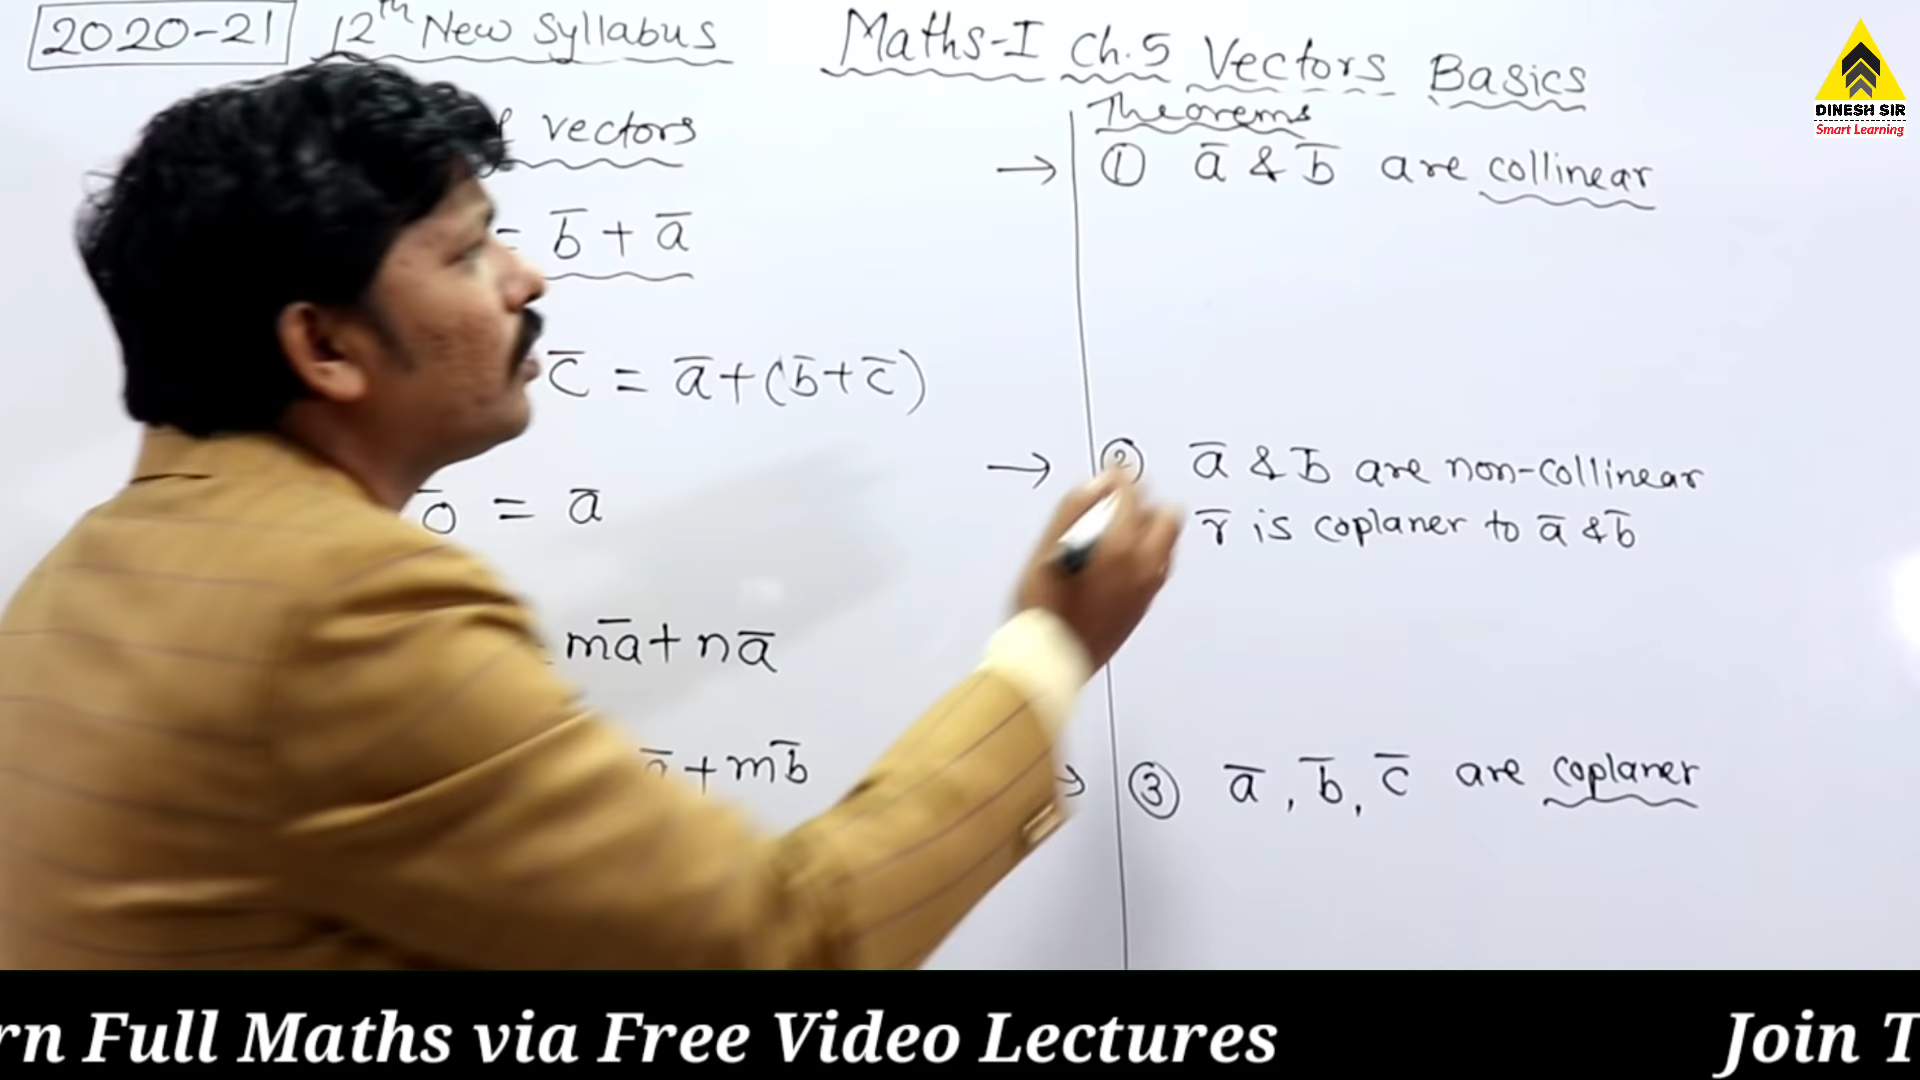 2020-21 12th New Syllabus Maths-I Ch.5 Vectors Basics
vectors
= b̅ + a̅
c̅ = a̅+(b̅+c̅)
o̅ = a̅
ma̅ + na̅
a̅ + mb̅
Theorems
→ ① a̅ & b̅ are collinear
→ ② a̅ & b̅ are non-collinear
r̅ is coplaner to a̅ & b̅
→ ③ a̅, b̅, c̅ are coplaner
DINESH SIR
Smart Learning
rn Full Maths via Free Video Lectures Join T